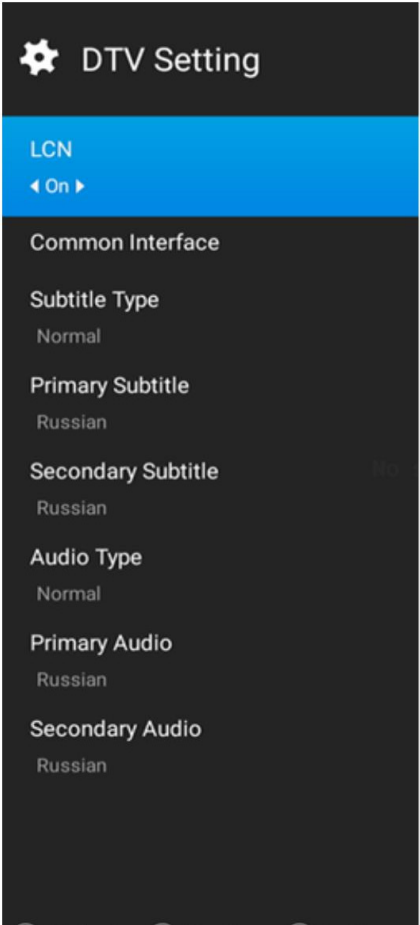 DTV Setting
LCN
On
Common Interface
Subtitle Type
Normal
Primary Subtitle
Russian
Secondary Subtitle
No
Russian
Audio Type
Normal
Primary Audio
Russian
Secondary Audio
Russian